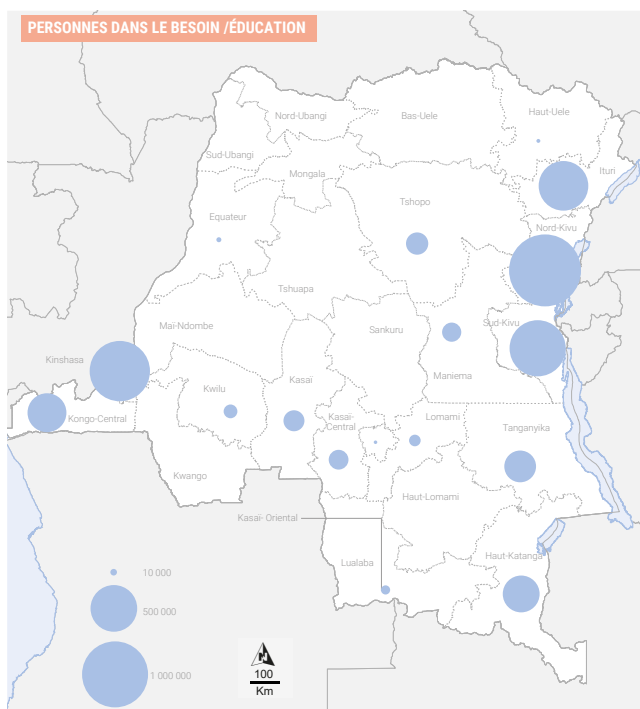 PERSONNES DANS LE BESOIN /ÉDUCATION
Nord-Ubangi
Bas-Uele
Haut-Uele
Sud-Ubangi
Mongala
Ituri
Tshopo
Equateur
Nord-Kivu
Tshuapa
Maï-Ndombe
Sankuru
Sud-Kivu
Kinshasa
Kasaï
Maniema
Kwilu
Kongo-Central
Kasaï-
Central
Lomami
Tanganyika
Kwango
Haut-Lomami
Kasaï- Oriental
Lualaba
Haut-Katanga
10 000
500 000
1 000 000
100
Km